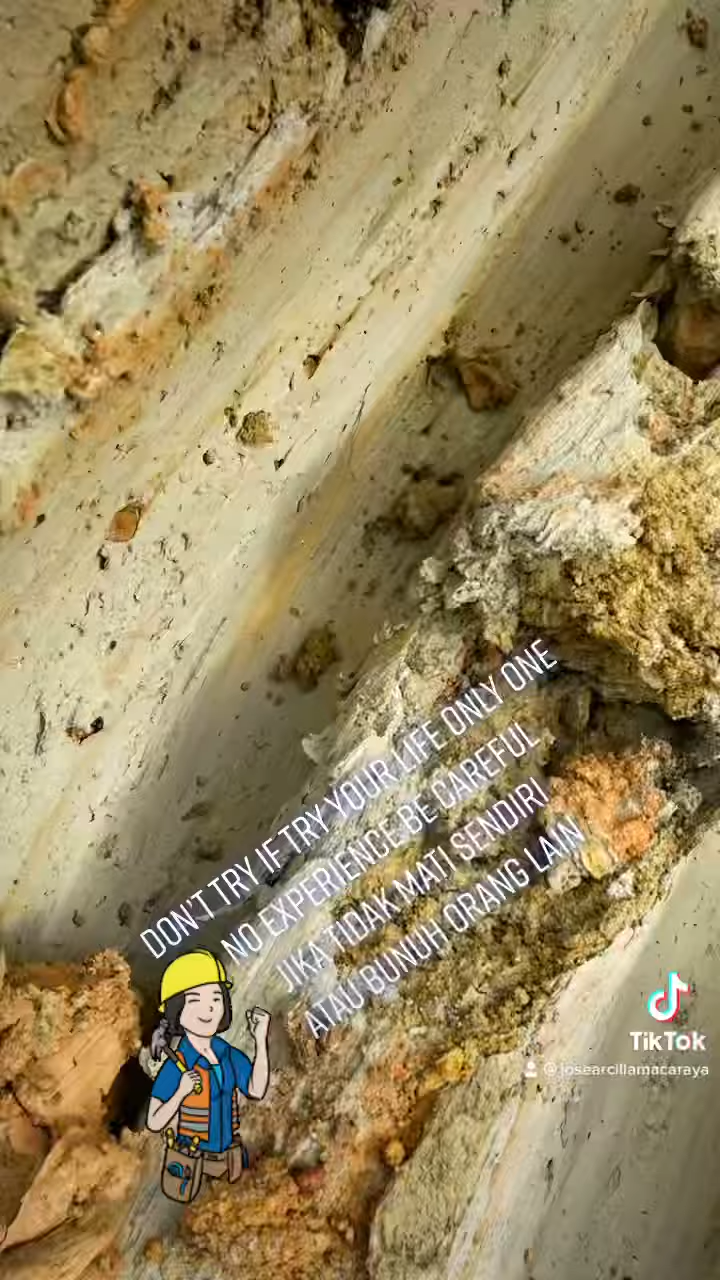 DON'T TRY IF TRY YOUR LIFE ONLY ONE
NO EXPERIENCE BE CAREFUL
JIKA TIDAK MATI SENDIRI
ATAU BUNUH ORANG LAIN
TikTok
@josearcillamacaraya